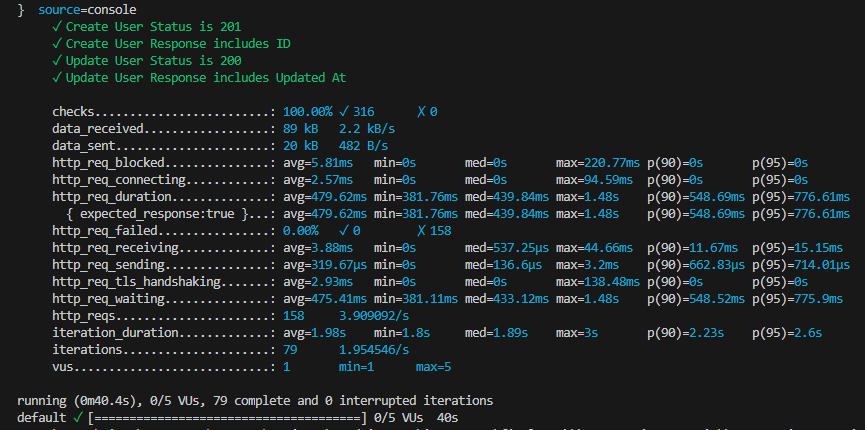 } source=console
✓ Create User Status is 201
✓ Create User Response includes ID
✓ Update User Status is 200
✓ Update User Response includes Updated At
checks.........................: 100.00% ✓ 316 ✗ 0
data_received..................: 89 kB 2.2 kB/s
data_sent......................: 20 kB 482 B/s
http_req_blocked...............: avg=5.81ms min=0s med=0s max=220.77ms p(90)=0s p(95)=0s
http_req_connecting............: avg=2.57ms min=0s med=0s max=94.59ms p(90)=0s p(95)=0s
http_req_duration..............: avg=479.62ms min=381.76ms med=439.84ms max=1.48s p(90)=548.69ms p(95)=776.61ms
{ expected_response:true }...: avg=479.62ms min=381.76ms med=439.84ms max=1.48s p(90)=548.69ms p(95)=776.61ms
http_req_failed................: 0.00% ✓ 0 ✗ 158
http_req_receiving.............: avg=3.88ms min=0s med=537.25µs max=44.66ms p(90)=11.67ms p(95)=15.15ms
http_req_sending...............: avg=319.67µs min=0s med=136.6µs max=3.2ms p(90)=662.83µs p(95)=714.01µs
http_req_tls_handshaking.......: avg=2.93ms min=0s med=0s max=138.48ms p(90)=0s p(95)=0s
http_req_waiting...............: avg=475.41ms min=381.11ms med=433.12ms max=1.48s p(90)=548.52ms p(95)=775.9ms
http_reqs......................: 158 3.909092/s
iteration_duration.............: avg=1.98s min=1.8s med=1.89s max=3s p(90)=2.23s p(95)=2.6s
iterations.....................: 79 1.954546/s
vus............................: 1 min=1 max=5
running (0m40.4s), 0/5 VUs, 79 complete and 0 interrupted iterations
default ✓ [======================================] 0/5 VUs 40s